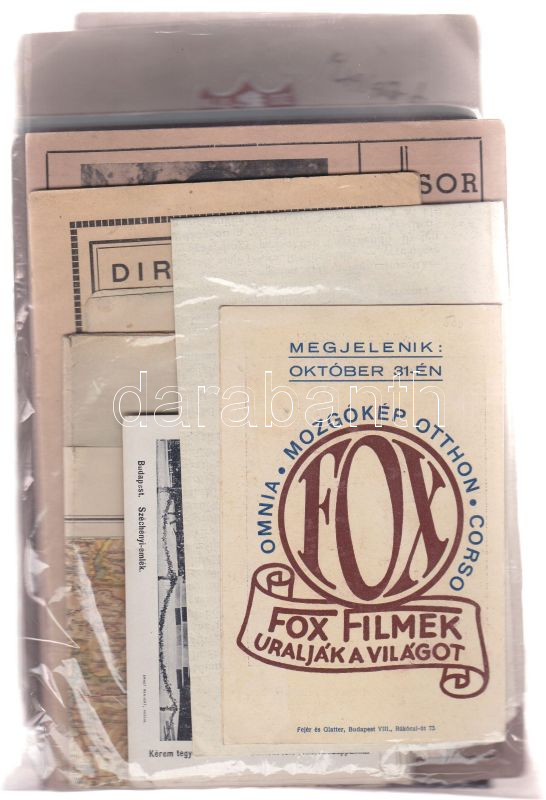 SOR
DIR
MEGJELENIK:
OKTÓBER 31-ÉN
OMNIA • MOZGÓKÉP OTTHON • CORSO
FOX
FOX FILMEK
URALJÁK A VILÁGOT
Fejér és Glatter, Budapest VIII., Rákóczi-út 73
Budapest. Széchényi-emlék.
Kérem tegy
darabanth